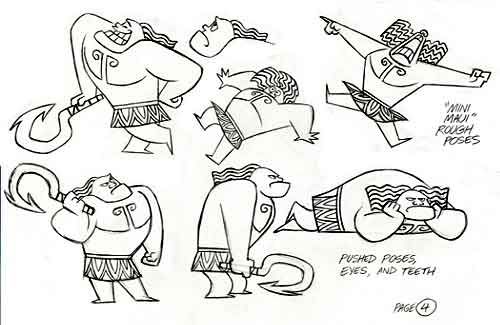 "MINI
MAUI"
ROUGH
POSES
PUSHED POSES,
EYES, AND TEETH
PAGE 4